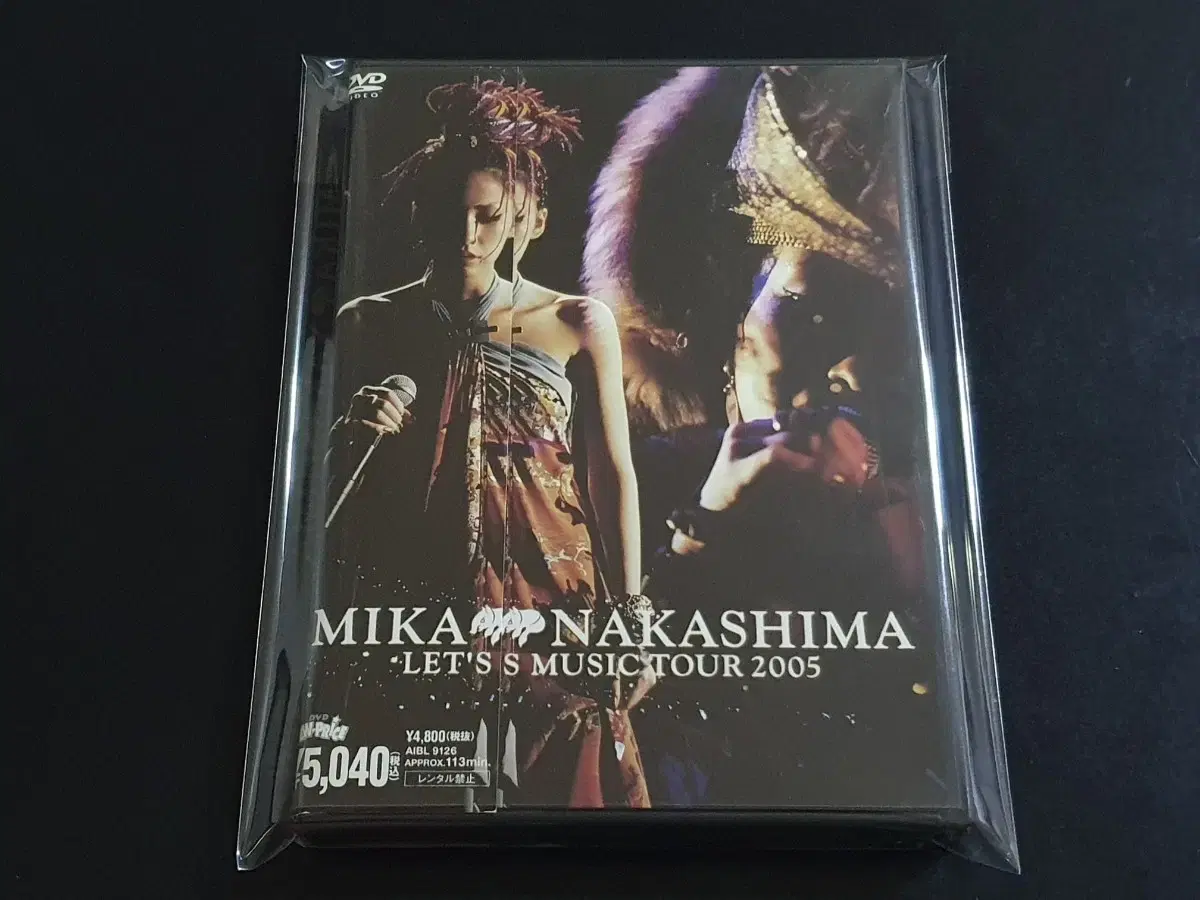 DVD
VIDEO
MIKA NAKASHIMA
LET'S S MUSIC TOUR 2005
DVD
¥5,040(税込)
¥4,800(税抜)
AIBL 9126
APPROX.113min.
レンタル禁止